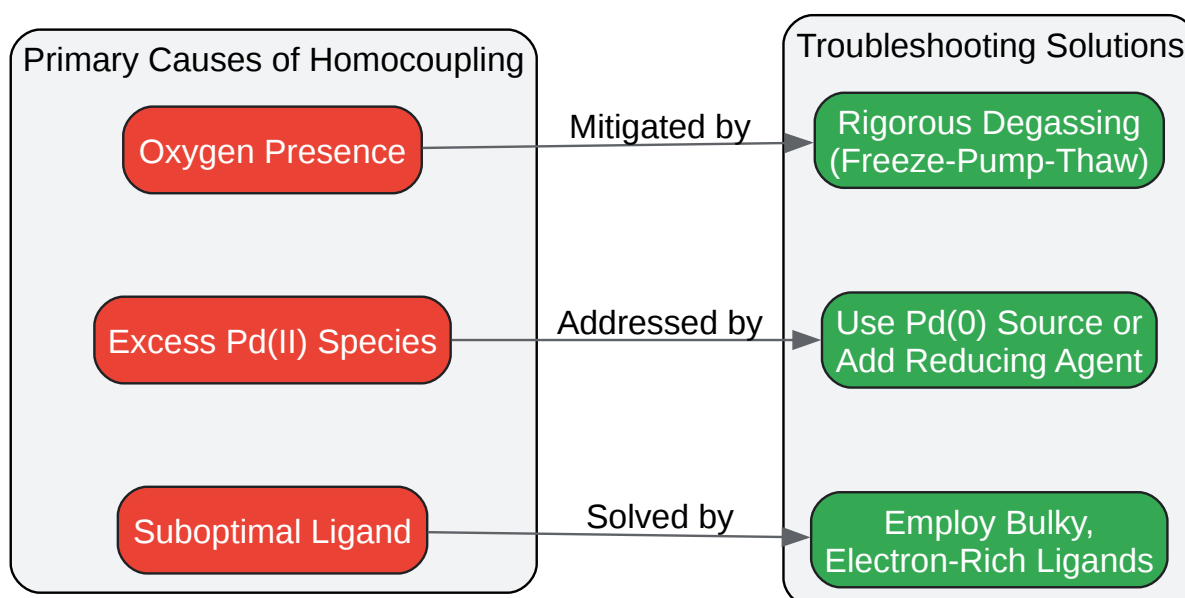 Primary Causes of Homocoupling
Troubleshooting Solutions
Oxygen Presence
Mitigated by
Rigorous Degassing
(Freeze-Pump-Thaw)
Excess Pd(II) Species
Addressed by
Use Pd(0) Source or
Add Reducing Agent
Suboptimal Ligand
Solved by
Employ Bulky,
Electron-Rich Ligands